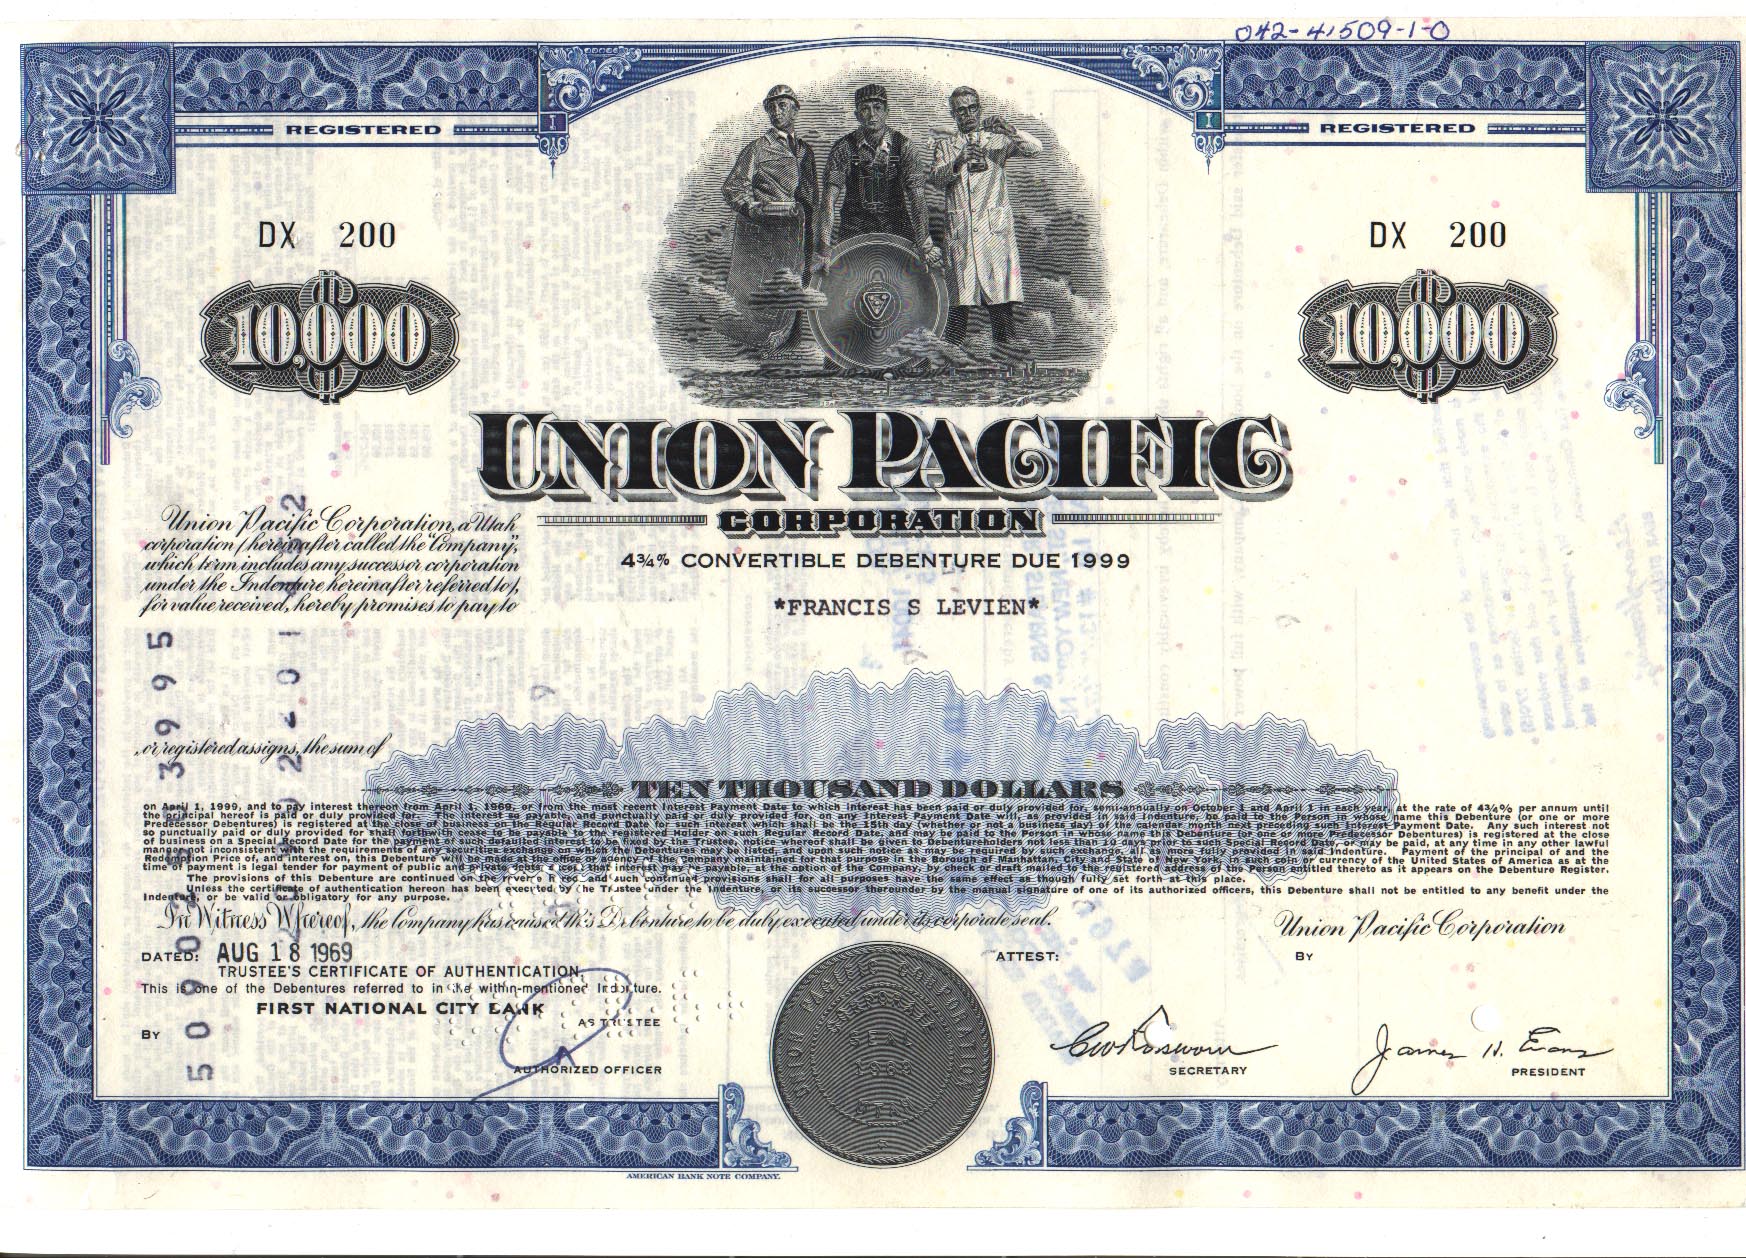 042-41509-1-0
REGISTERED
REGISTERED
DX 200
DX 200
10,000
10,000
UNION PACIFIC
CORPORATION
4¾% CONVERTIBLE DEBENTURE DUE 1999
Union Pacific Corporation, a Utah
corporation (hereinafter called the "Company",
which term includes any successor corporation
under the Indenture hereinafter referred to),
for value received, hereby promises to pay to
*FRANCIS S LEVIEN*
or registered assigns, the sum of
TEN THOUSAND DOLLARS
on April 1, 1999, and to pay interest thereon from April 1, 1969, or from the most recent Interest Payment Date to which interest has been paid or duly provided for, semi-annually on October 1 and April 1 in each year, at the rate of 4¾% per annum until
the principal hereof is paid or duly provided for. The interest so payable, and punctually paid or duly provided for, on any Interest Payment Date will, as provided in said Indenture, be paid to the Person in whose name this Debenture (or one or more
Predecessor Debentures) is registered at the close of business on the Regular Record Date for such interest which shall be the 15th day (whether or not a business day) of the calendar month next preceding such Interest Payment Date. Any such interest not
so punctually paid or duly provided for shall forthwith cease to be payable to the registered Holder on such Regular Record Date, and may be paid to the Person in whose name this Debenture (or one or more Predecessor Debentures) is registered at the close
of business on a Special Record Date for the payment of such defaulted interest to be fixed by the Trustee, notice whereof shall be given to Debentureholders not less than 10 days prior to such Special Record Date, or may be paid, at any time in any other lawful
manner not inconsistent with the requirements of any securities exchange on which the Debentures may be listed, and upon such notice as may be required by such exchange, all as more fully provided in said Indenture. Payment of the principal of and the
Redemption Price of, and interest on, this Debenture will be made at the office or agency of the Company maintained for that purpose in the Borough of Manhattan, City and State of New York, in such coin or currency of the United States of America as at the
time of payment is legal tender for payment of public and private debts; that interest may be payable, at the option of the Company, by check or draft mailed to the registered address of the Person entitled thereto as it appears on the Debenture Register.
The provisions of this Debenture are continued on the reverse and such continued provisions shall for all purposes have the same effect as though fully set forth at this place.
Unless the certificate of authentication hereon has been executed by the Trustee under the Indenture, or its successor thereunder by the manual signature of one of its authorized officers, this Debenture shall not be entitled to any benefit under the
Indenture, or be valid or obligatory for any purpose.
In Witness Whereof, the Company has caused this Debenture to be duly executed under its corporate seal.
Union Pacific Corporation
DATED: AUG 18 1969
ATTEST:
BY
TRUSTEE'S CERTIFICATE OF AUTHENTICATION
This is one of the Debentures referred to in the within-mentioned Indenture.
FIRST NATIONAL CITY BANK
AS TRUSTEE
BY
AUTHORIZED OFFICER
UNION PACIFIC CORPORATION
CORPORATE
SEAL
1969
UTAH
James H. Evans
SECRETARY
PRESIDENT
AMERICAN BANK NOTE COMPANY.